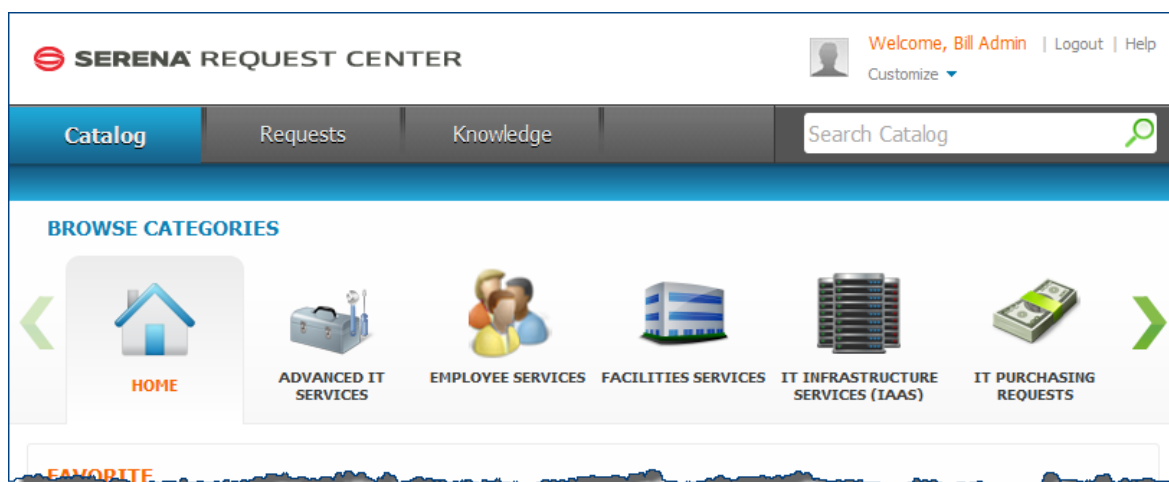 SERENA REQUEST CENTER
Welcome, Bill Admin | Logout | Help
Customize
Catalog Requests Knowledge Search Catalog
BROWSE CATEGORIES
HOME
ADVANCED IT
SERVICES
EMPLOYEE SERVICES
FACILITIES SERVICES
IT INFRASTRUCTURE
SERVICES (IAAS)
IT PURCHASING
REQUESTS
FAVORITE